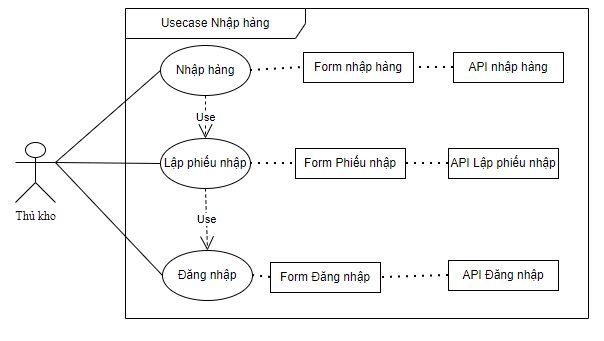 Usecase Nhập hàng
Nhập hàng
Form nhập hàng
API nhập hàng
Use
Lập phiếu nhập
Form Phiếu nhập
API Lập phiếu nhập
Thủ kho
Use
Đăng nhập
Form Đăng nhập
API Đăng nhập